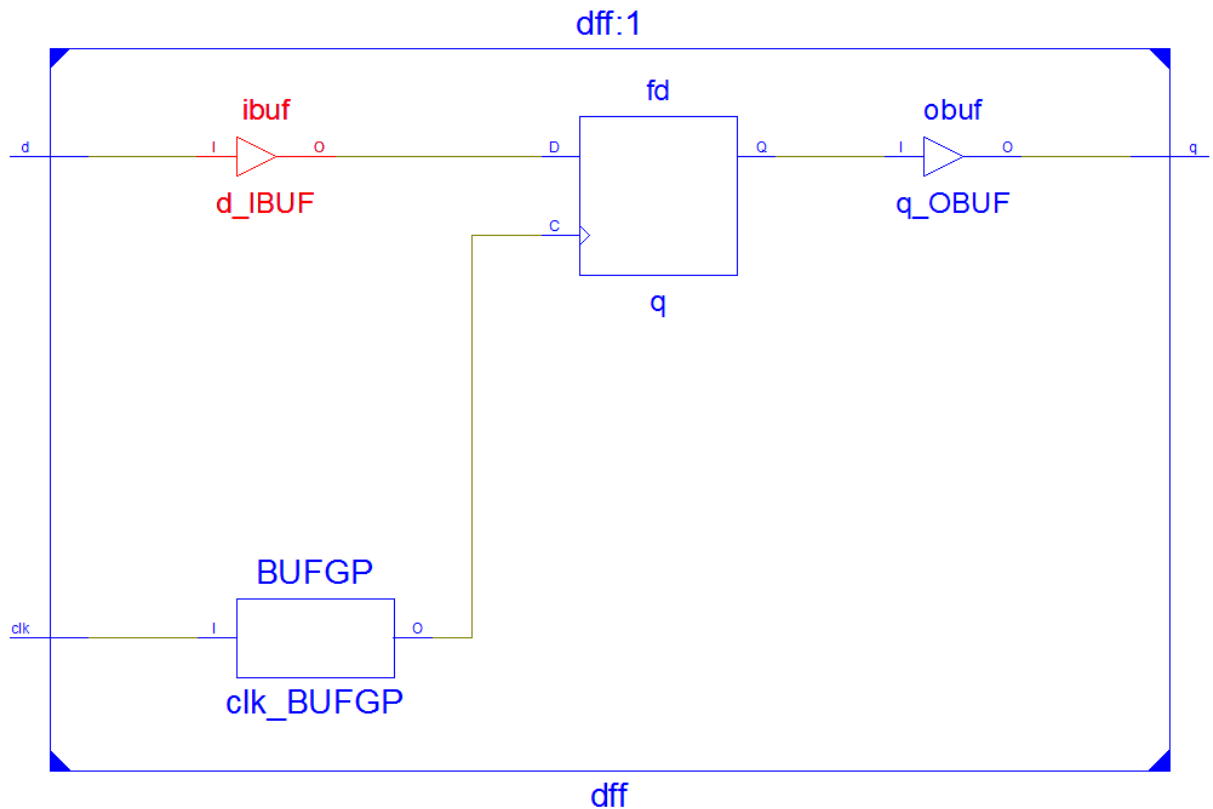 dff:1
ibuf
fd
obuf
d
I
O
D
Q
I
O
q
d_IBUF
q_OBUF
C
q
BUFGP
clk
I
O
clk_BUFGP
dff